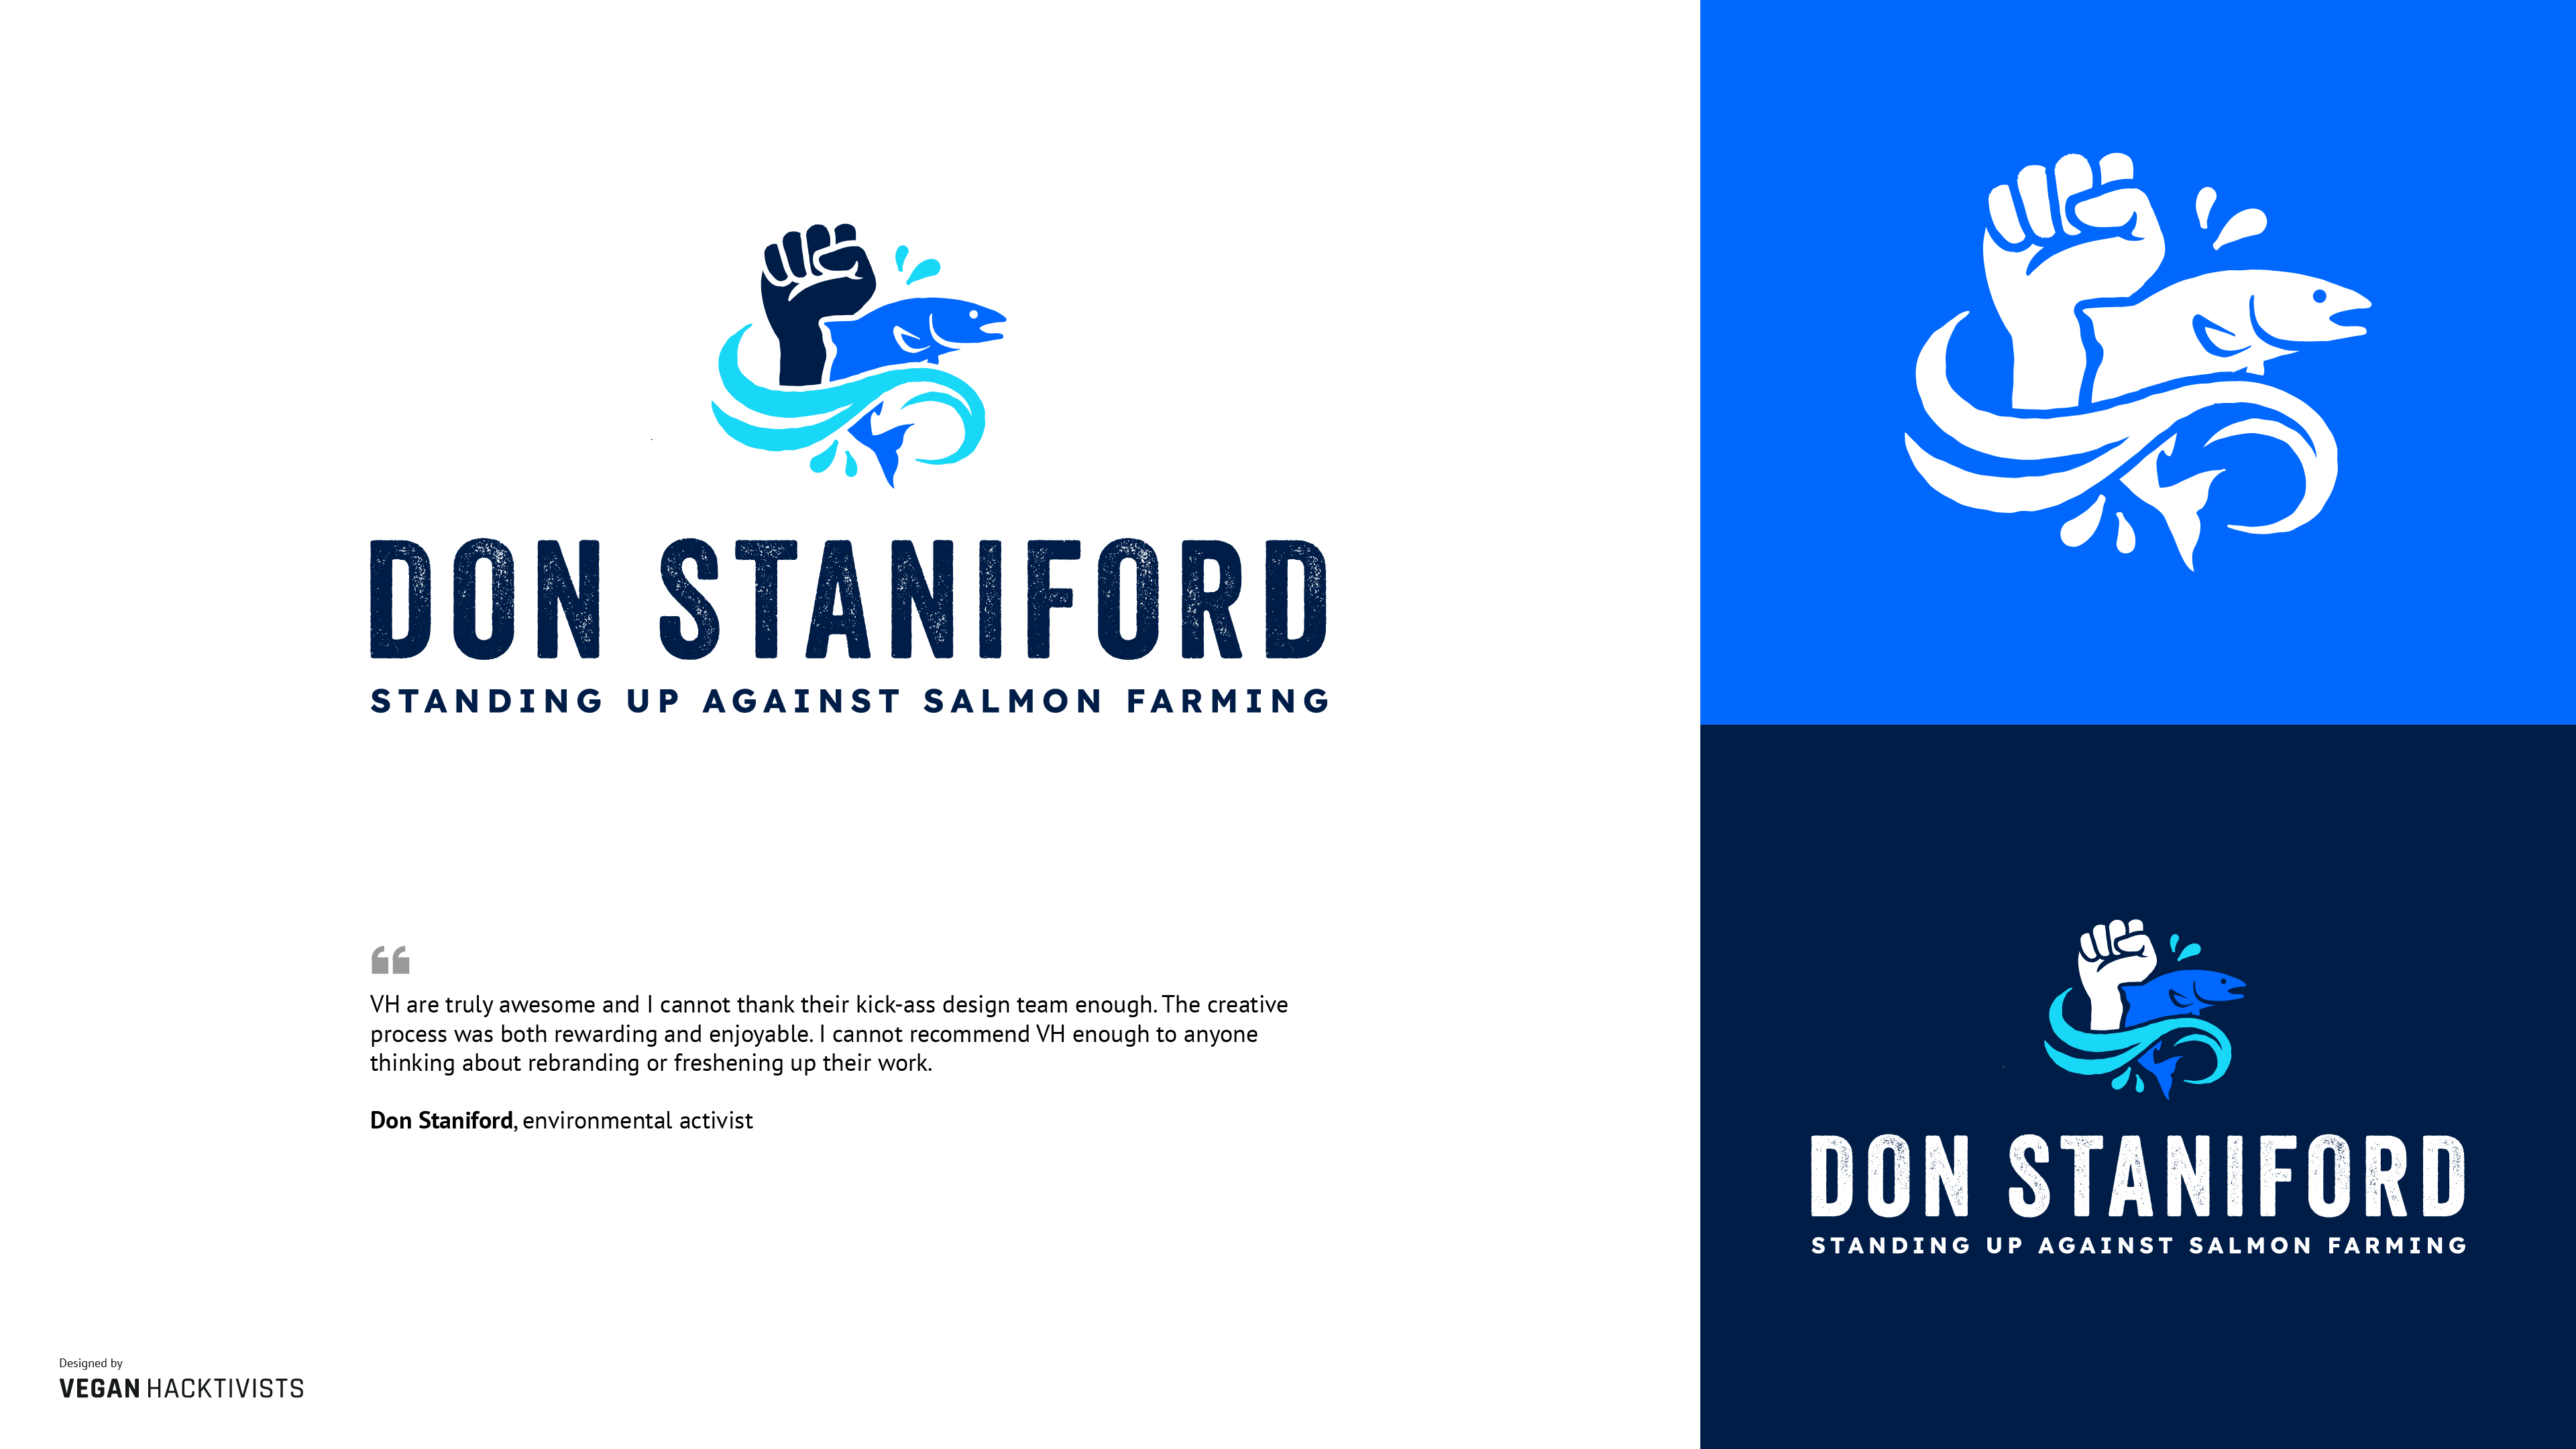 DON STANIFORD
STANDING UP AGAINST SALMON FARMING
“
VH are truly awesome and I cannot thank their kick-ass design team enough. The creative
process was both rewarding and enjoyable. I cannot recommend VH enough to anyone
thinking about rebranding or freshening up their work.
Don Staniford, environmental activist
Designed by
VEGAN HACKTIVISTS
DON STANIFORD
STANDING UP AGAINST SALMON FARMING